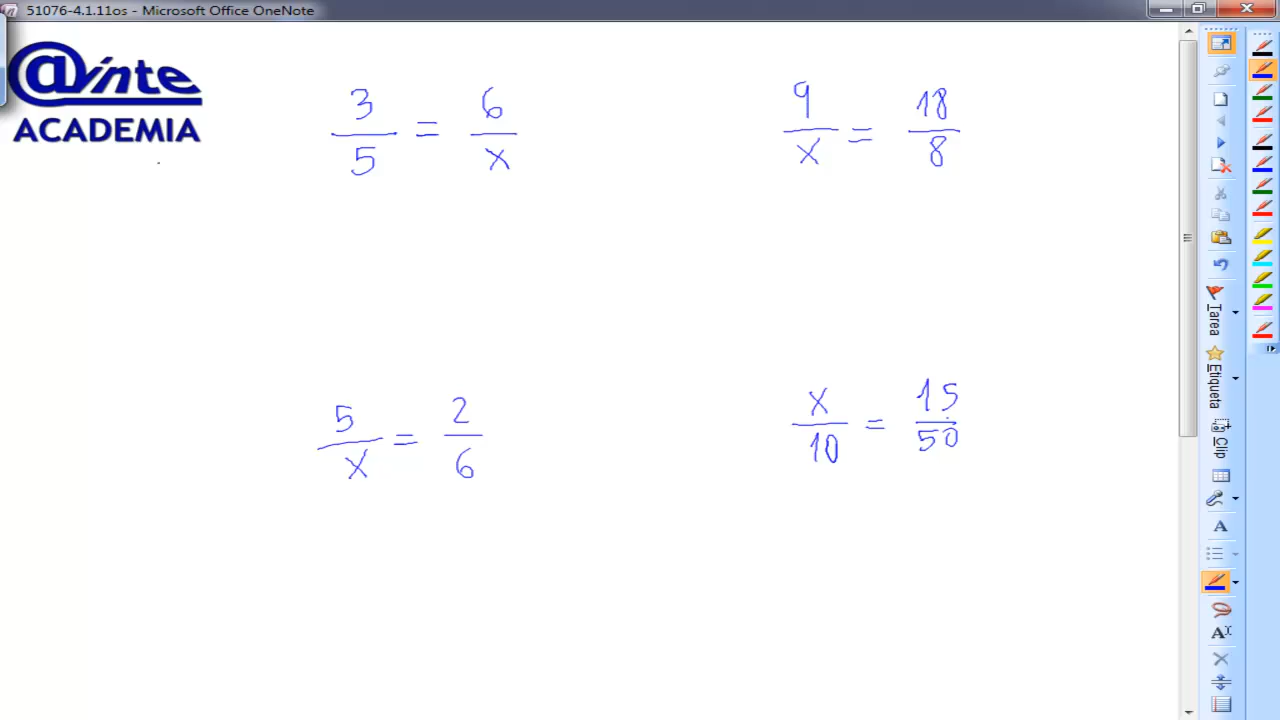 51076-4.1.11os - Microsoft Office OneNote
@inte
ACADEMIA
3/5 = 6/x
9/x = 18/8
5/x = 2/6
x/10 = 15/50
Tarea
Etiqueta
Clip
A
A